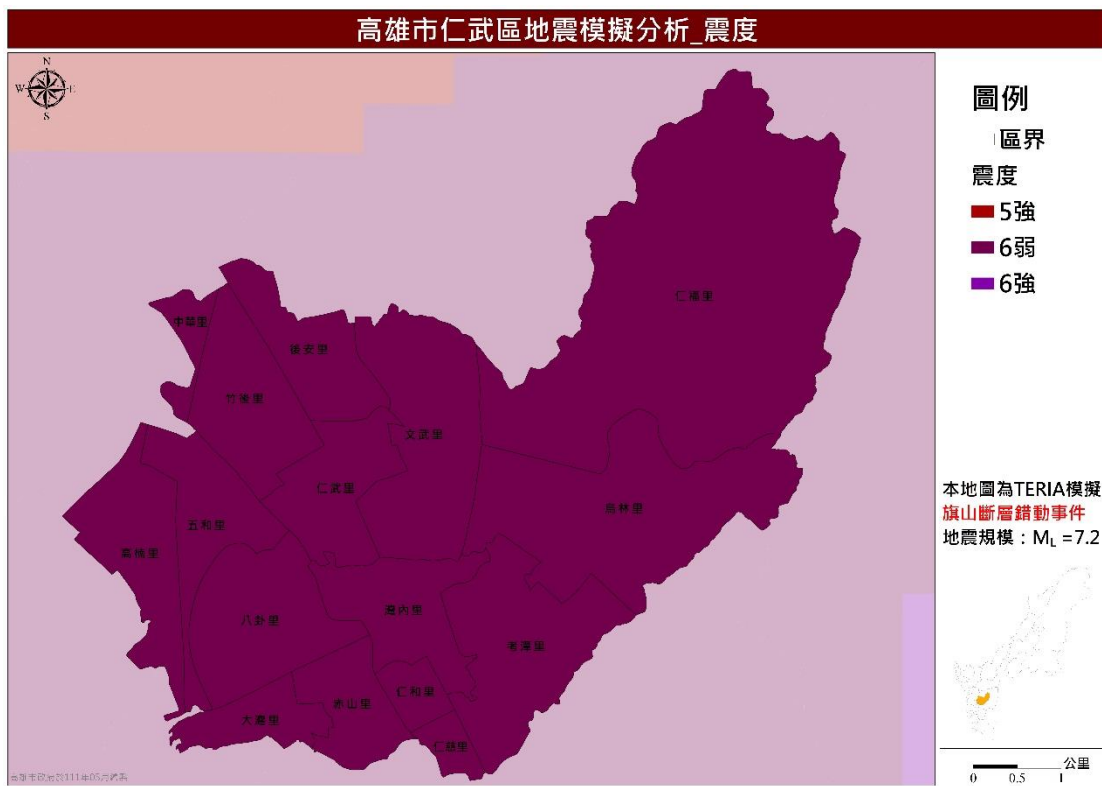 高雄市仁武區地震模擬分析_震度
N
W
E
S
圖例
區界
震度
5強
6弱
6強
仁福里
中華里
後安里
竹後里
文武里
仁武里
烏林里
五和里
高楠里
灣內里
八卦里
考潭里
仁和里
赤山里
大灣里
仁慈里
本地圖為TERIA模擬
旗山斷層錯動事件
地震規模：ML =7.2
公里
0 0.5 1